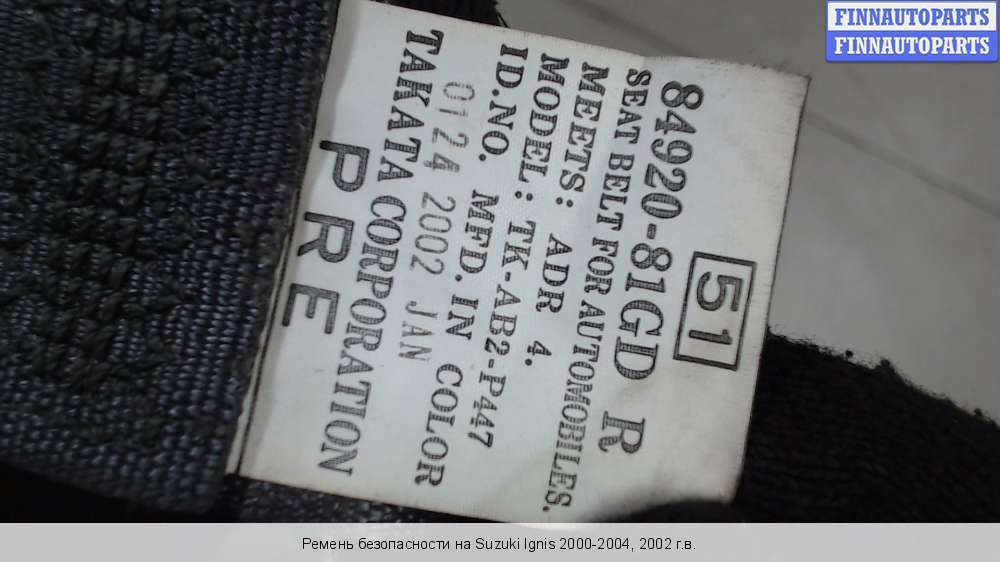 FINNAUTOPARTS
FINNAUTOPARTS
51
84920-81GD R
SEAT BELT FOR AUTOMOBILES.
MEETS: ADR 4.
MODEL: TK-AB2-P447
ID.NO. MFD.IN COLOR
0124 2002 JAN
TAKATA CORPORATION
PRE
Ремень безопасности на Suzuki Ignis 2000-2004, 2002 г.в.